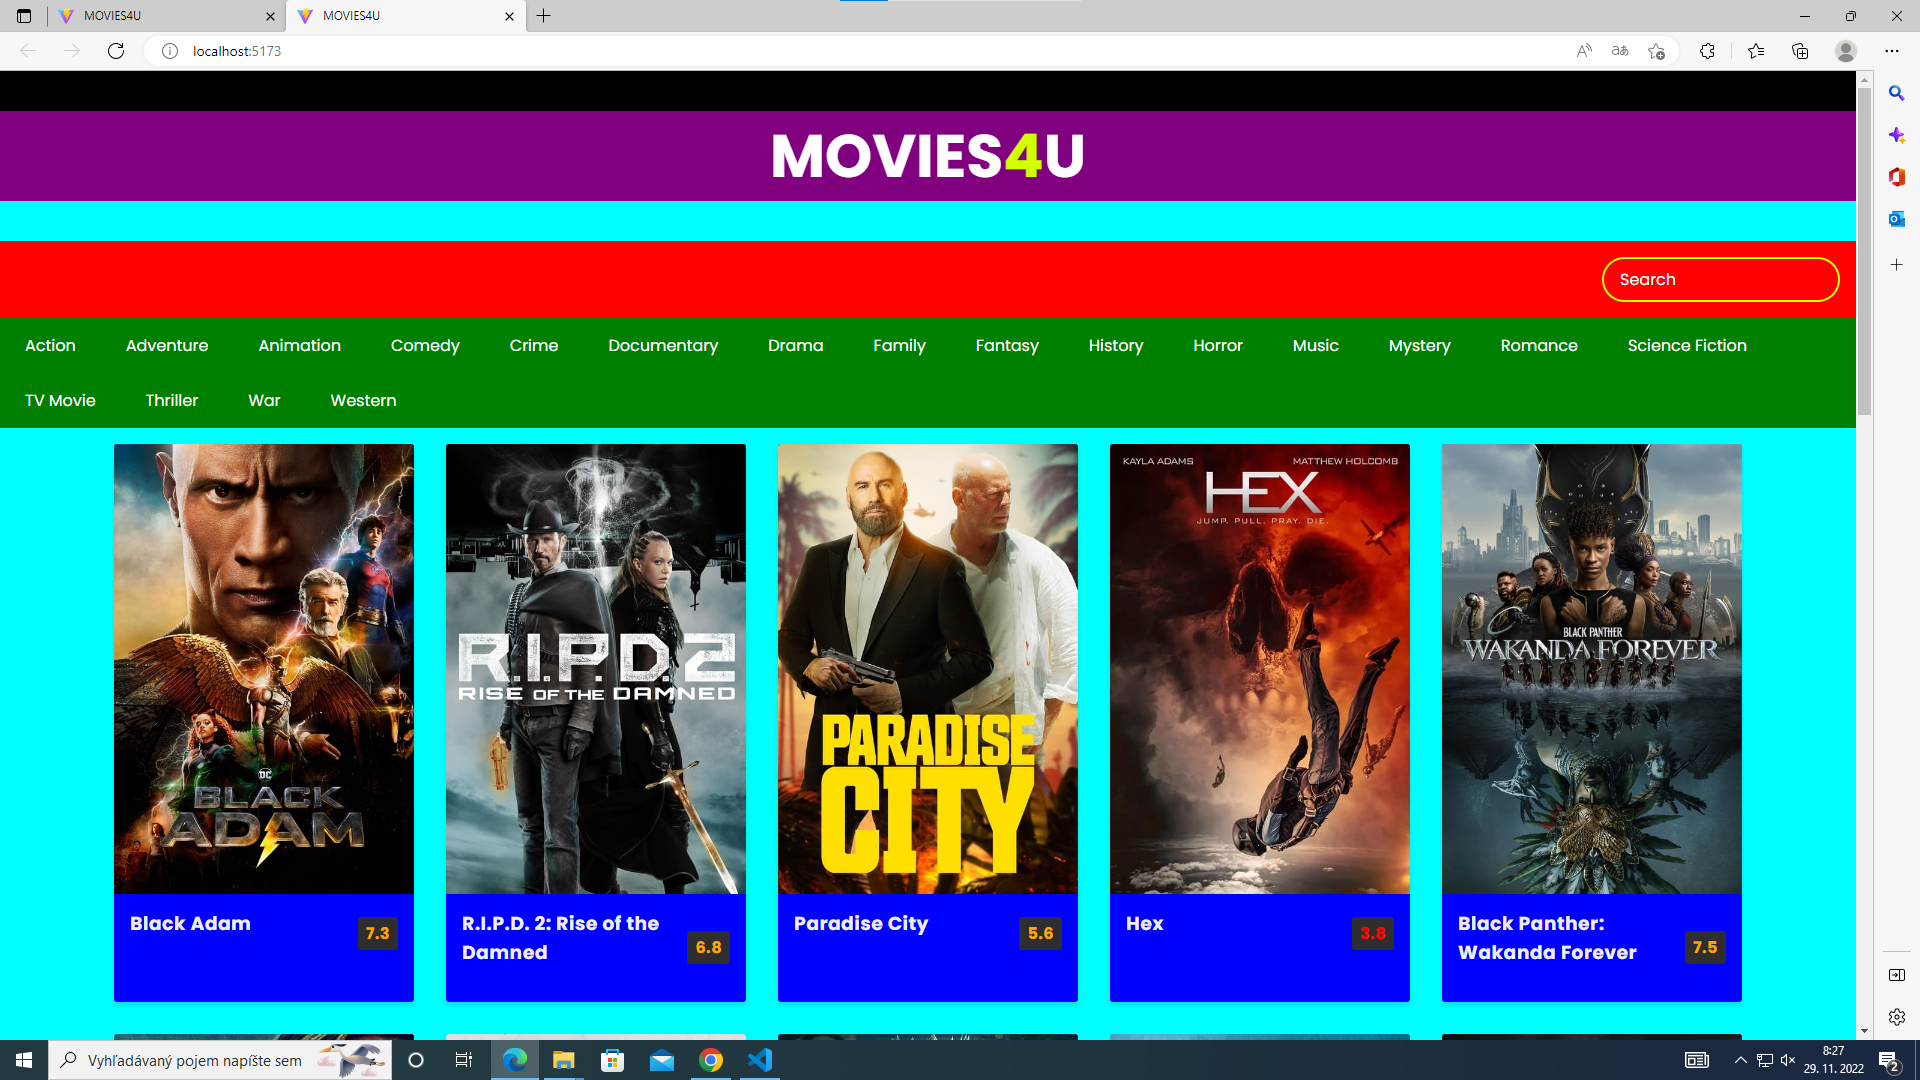 MOVIES4U
MOVIES4U
localhost:5173
MOVIES4U
Search
Action Adventure Animation Comedy Crime Documentary Drama Family Fantasy History Horror Music Mystery Romance Science Fiction
TV Movie Thriller War Western
DC
BLACK
ADAM
R.I.P.D. 2
RISE OF THE DAMNED
PARADISE
CITY
KAYLA ADAMS MATTHEW HOLCOMB
HEX
JUMP. PULL. PRAY. DIE.
BLACK PANTHER
WAKANDA FOREVER
Black Adam
7.3
R.I.P.D. 2: Rise of the
Damned
6.8
Paradise City
5.6
Hex
3.8
Black Panther:
Wakanda Forever
7.5
Vyhľadávaný pojem napíšte sem
8:27
29. 11. 2022
2